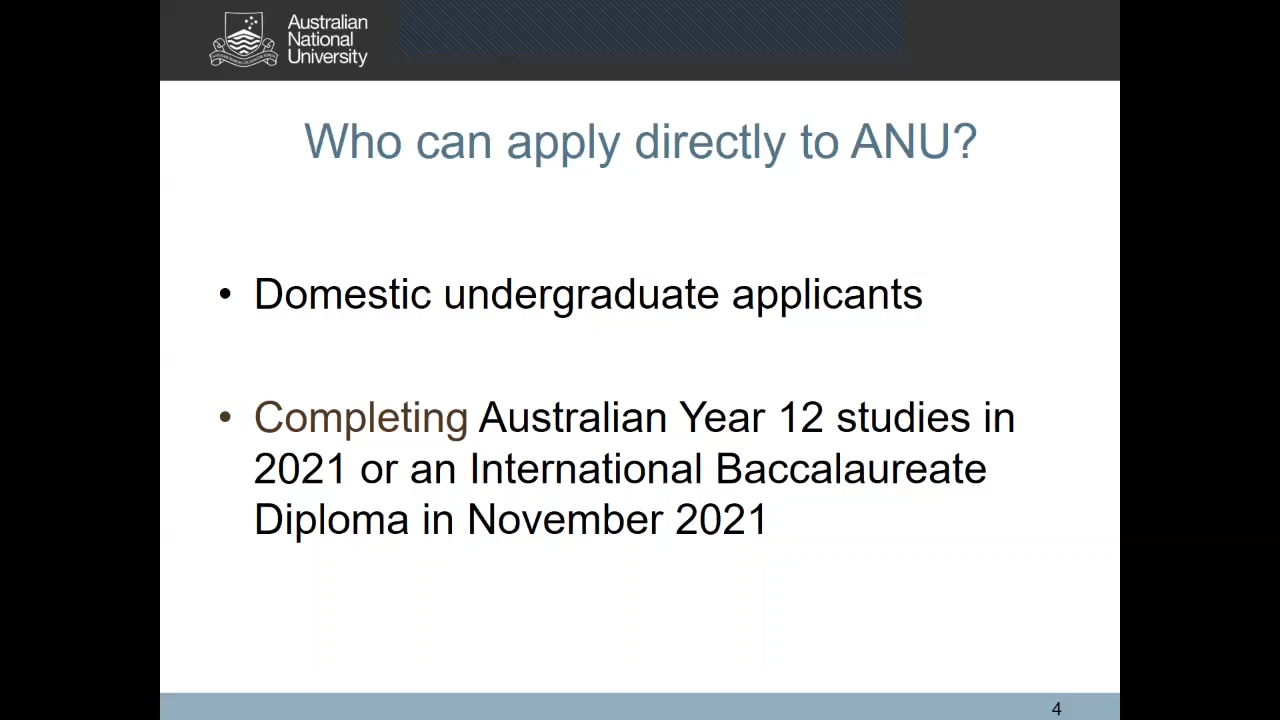 Australian
National
University
Who can apply directly to ANU?
• Domestic undergraduate applicants
• Completing Australian Year 12 studies in
2021 or an International Baccalaureate
Diploma in November 2021
4